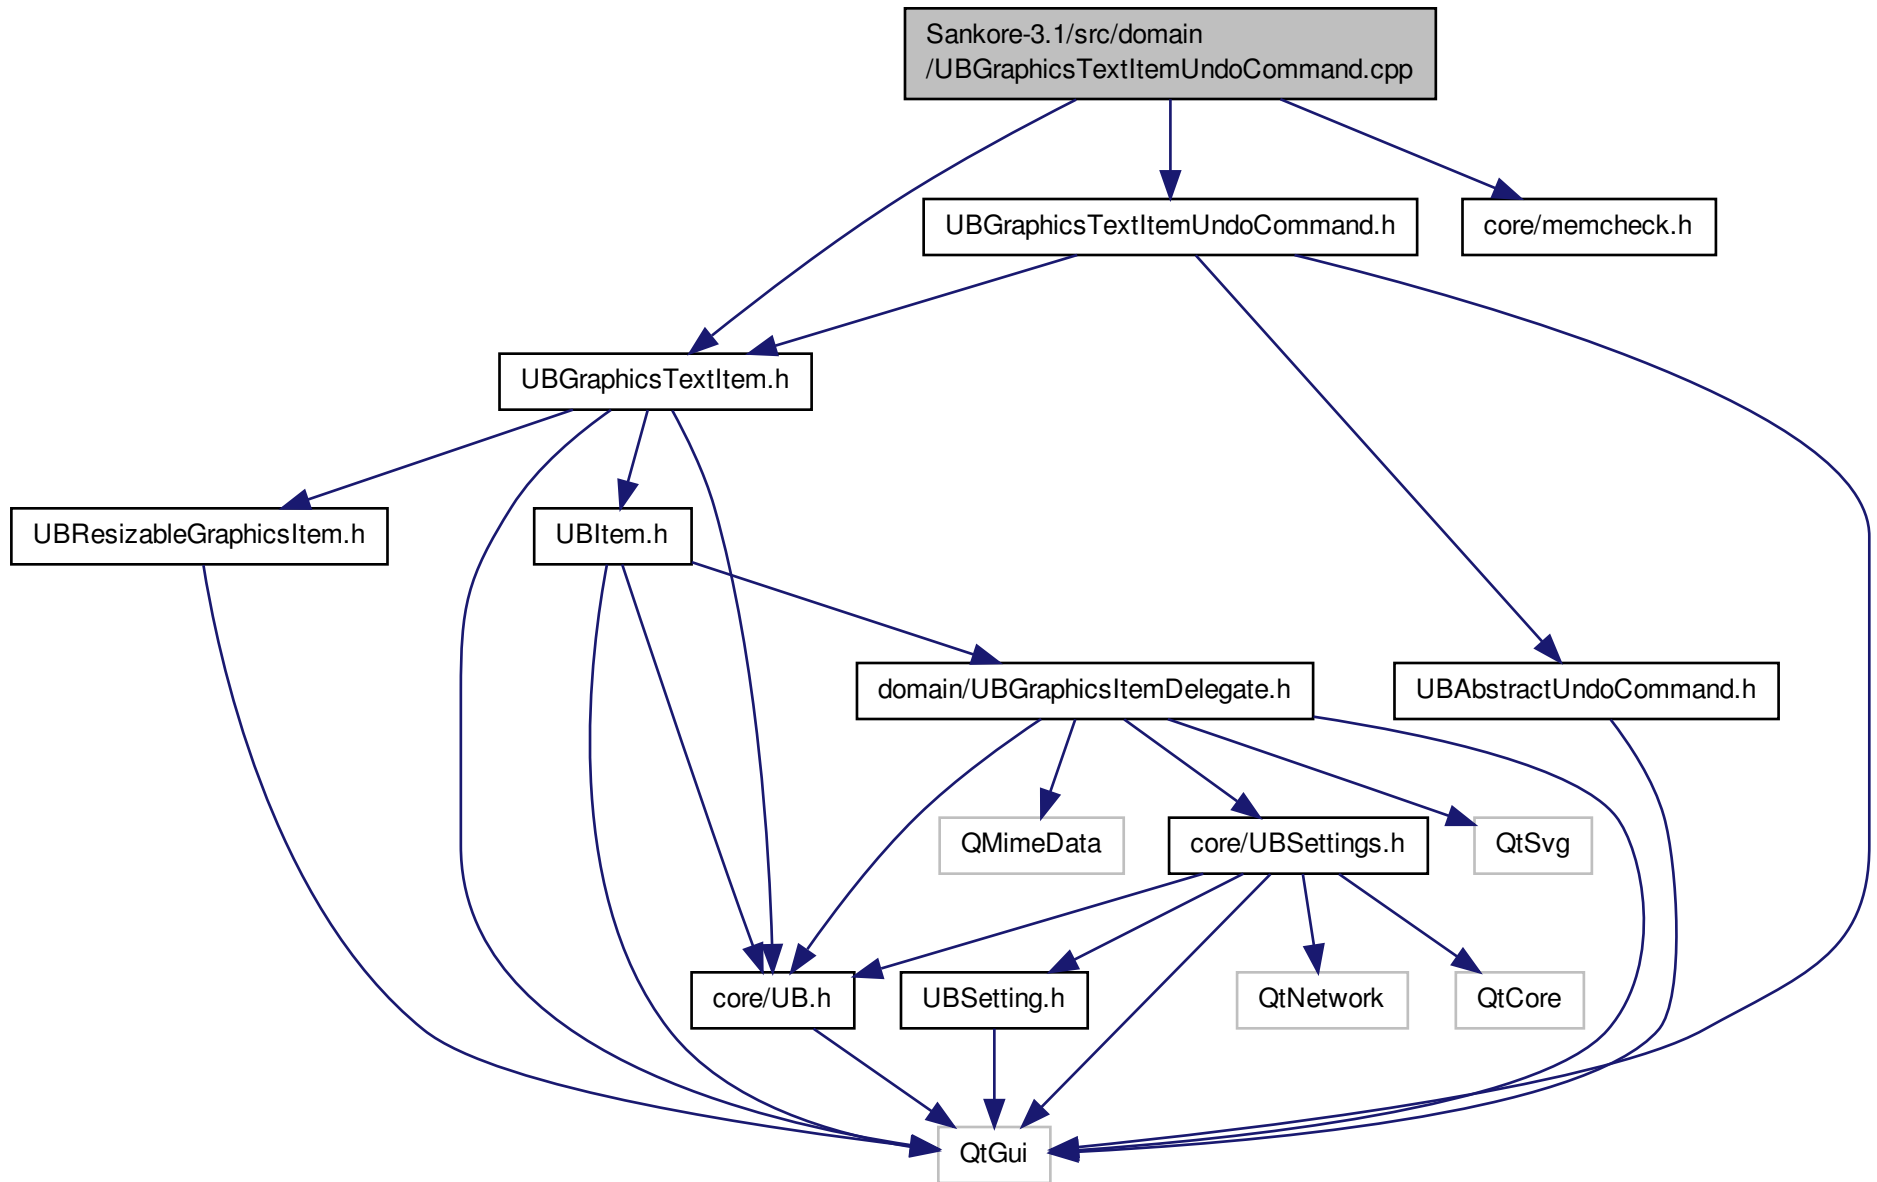 Sankore-3.1/src/domain
/UBGraphicsTextItemUndoCommand.cpp
UBGraphicsTextItemUndoCommand.h
core/memcheck.h
UBGraphicsTextItem.h
UBResizableGraphicsItem.h
UBItem.h
domain/UBGraphicsItemDelegate.h
UBAbstractUndoCommand.h
QMimeData
core/UBSettings.h
QtSvg
core/UB.h
UBSetting.h
QtNetwork
QtCore
QtGui